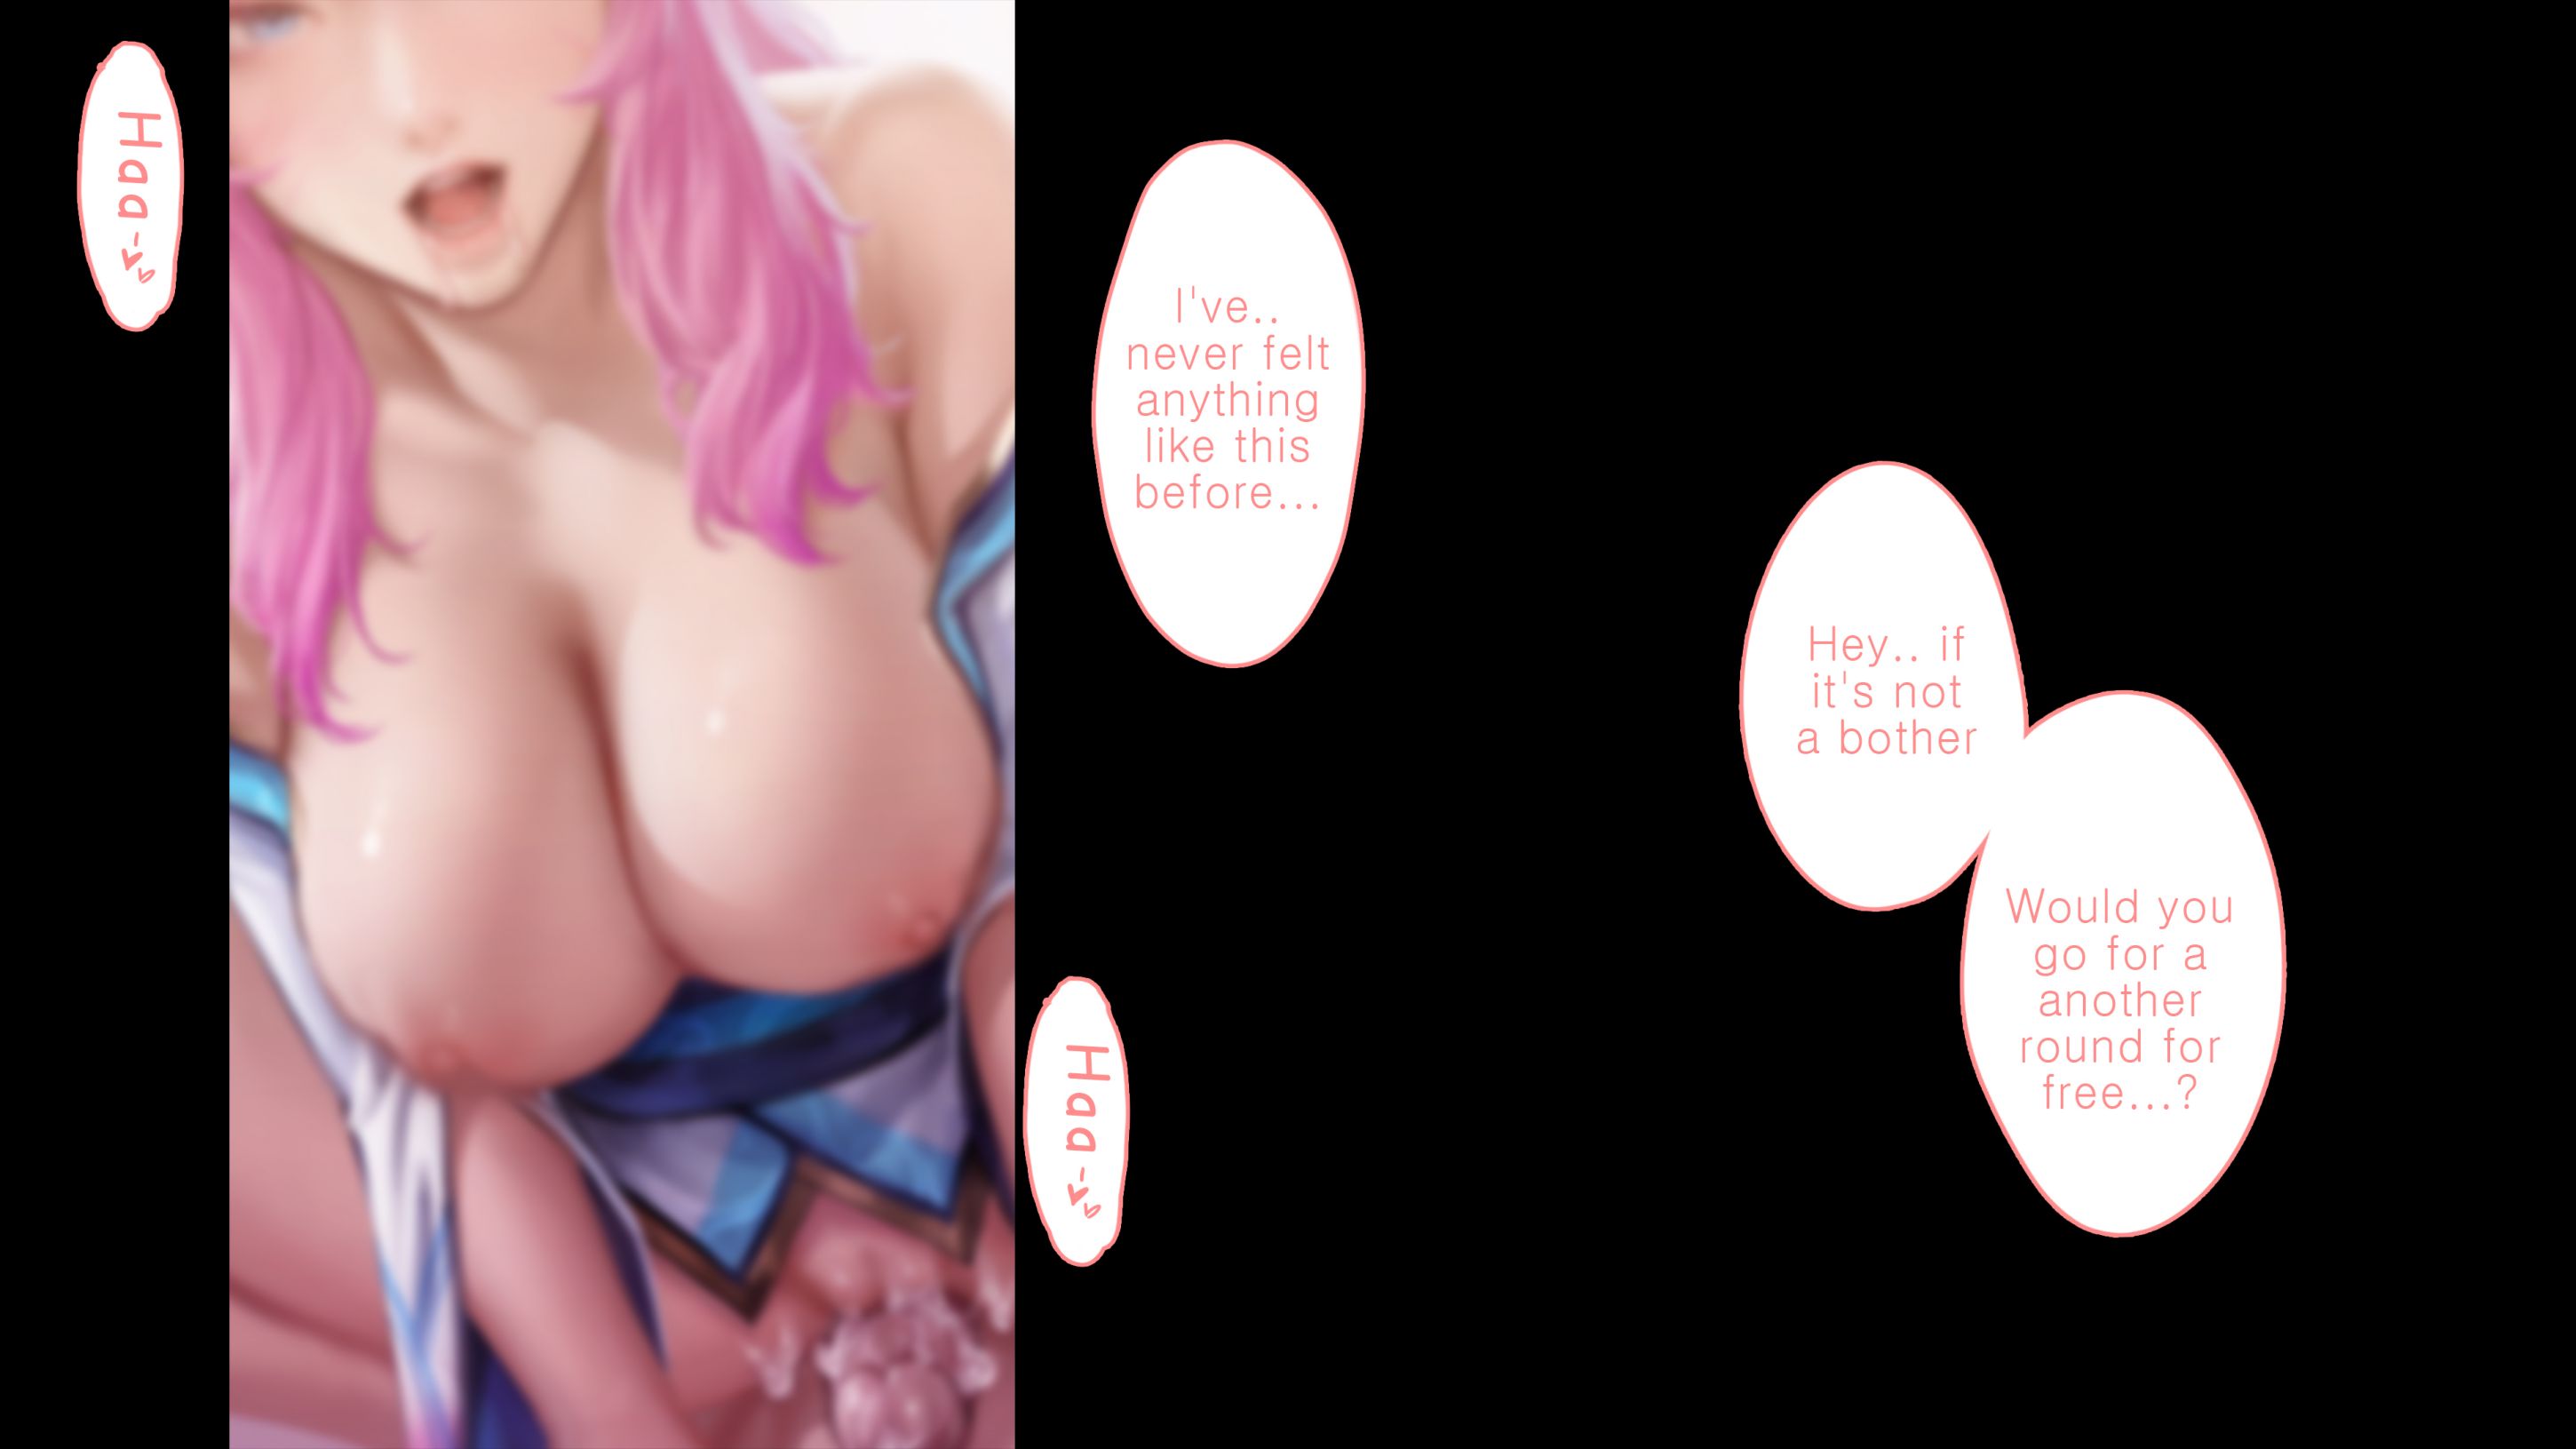 Haa-
I've..
never felt
anything
like this
before...
Haa-
Hey.. if
it's not
a bother
Would you
go for a
another
round for
free...?